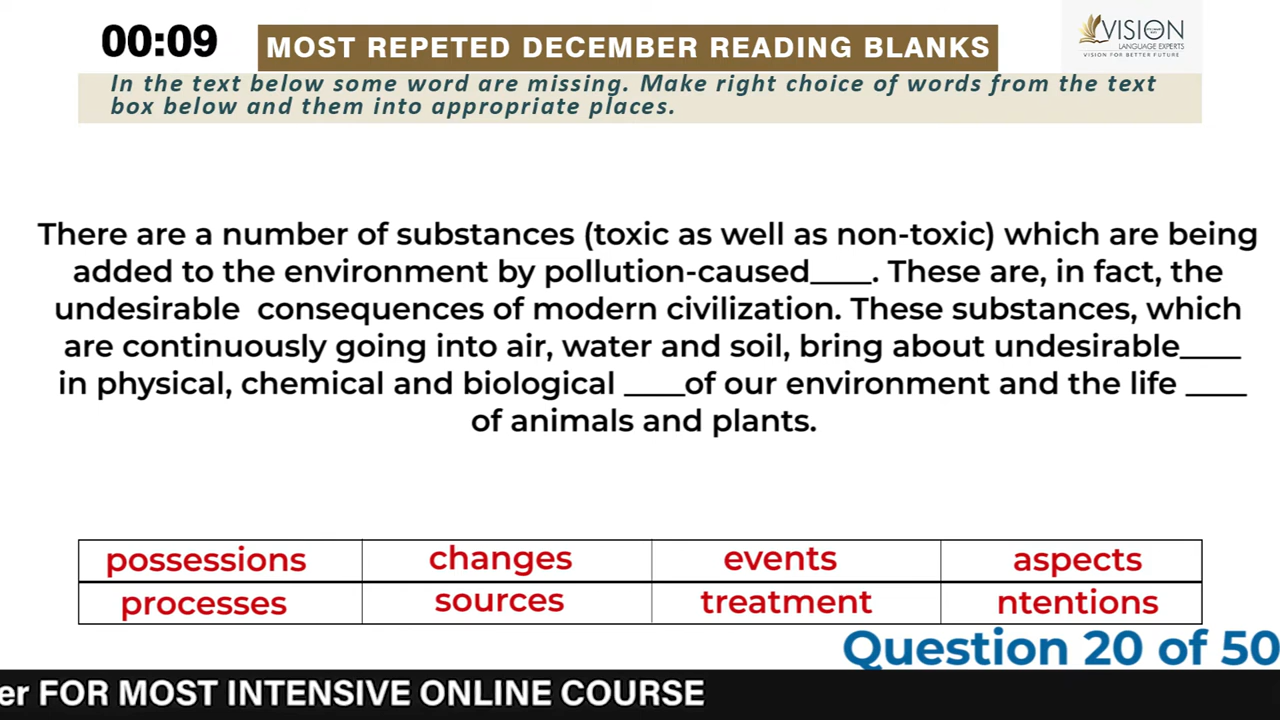 00:09
MOST REPETED DECEMBER READING BLANKS
VISION
LANGUAGE EXPERTS
VISION FOR BETTER FUTURE
In the text below some word are missing. Make right choice of words from the text
box below and them into appropriate places.
There are a number of substances (toxic as well as non-toxic) which are being
added to the environment by pollution-caused____. These are, in fact, the
undesirable consequences of modern civilization. These substances, which
are continuously going into air, water and soil, bring about undesirable____
in physical, chemical and biological ____of our environment and the life ____
of animals and plants.
possessions changes events aspects
processes sources treatment ntentions
Question 20 of 50
er FOR MOST INTENSIVE ONLINE COURSE